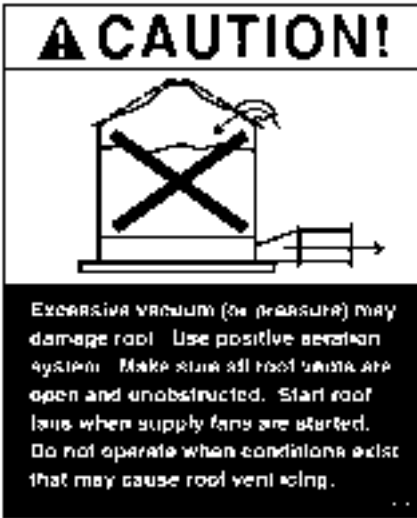 CAUTION!
Excessive vacuum (or pressure) may
damage roof. Use positive aeration
system. Make sure all roof vents are
open and unobstructed. Start roof
fans when supply fans are started.
Do not operate when conditions exist
that may cause roof vent icing.